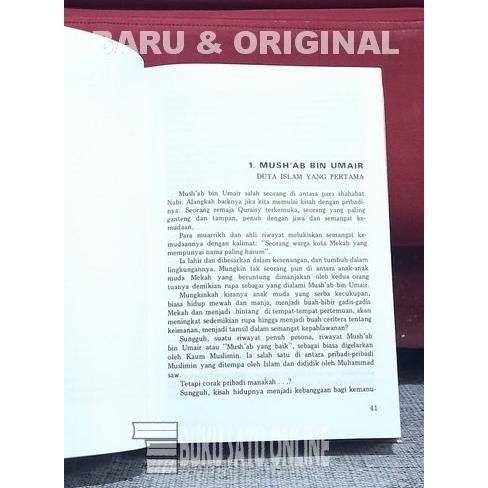 BARU & ORIGINAL
1. MUSH'AB BIN UMAIR
DUTA ISLAM YANG PERTAMA
Mush'ab bin Umair salah seorang di antara para shahabat
Nabi. Alangkah baiknya jika kita memulai kisah dengan pribadi-
nya: Seorang remaja Quraisy terkemuka, seorang yang paling
ganteng dan tampan, penuh dengan jiwa dan semangat ke-
mudaan.
Para muarrikh dan ahli riwayat melukiskan semangat ke-
mudaannya dengan kalimat: "Seorang warga kota Mekah yang
mempunyai nama paling harum".
Ia lahir dan dibesarkan dalam kesenangan, dan tumbuh dalam
lingkungannya. Mungkin tak seorang pun di antara anak-anak
muda Mekah yang beruntung dimanjakan oleh kedua orang
tuanya demikian rupa sebagai yang dialami Mush'ab bin Umair.
Mungkinkah kiranya anak muda yang serba kecukupan,
biasa hidup mewah dan manja, menjadi buah-bibir gadis-gadis
Mekah dan menjadi bintang di tempat-tempat pertemuan, akan
meningkat sedemikian rupa hingga menjadi buah ceritera tentang
keimanan, menjadi tamsil dalam semangat kepahlawanan?
Sungguh, suatu riwayat penuh pesona, riwayat Mush'ab
bin Umair atau "Mush'ab yang baik", sebagai biasa digelarkan
oleh Kaum Muslimin. Ia salah satu di antara pribadi-pribadi
Muslimin yang ditempa oleh Islam dan dididik oleh Muhammad
saw.
Tetapi corak pribadi manakah . . .?
Sungguh, kisah hidupnya menjadi kebanggaan bagi kemanu-
41
BUKU SATU ONLINE